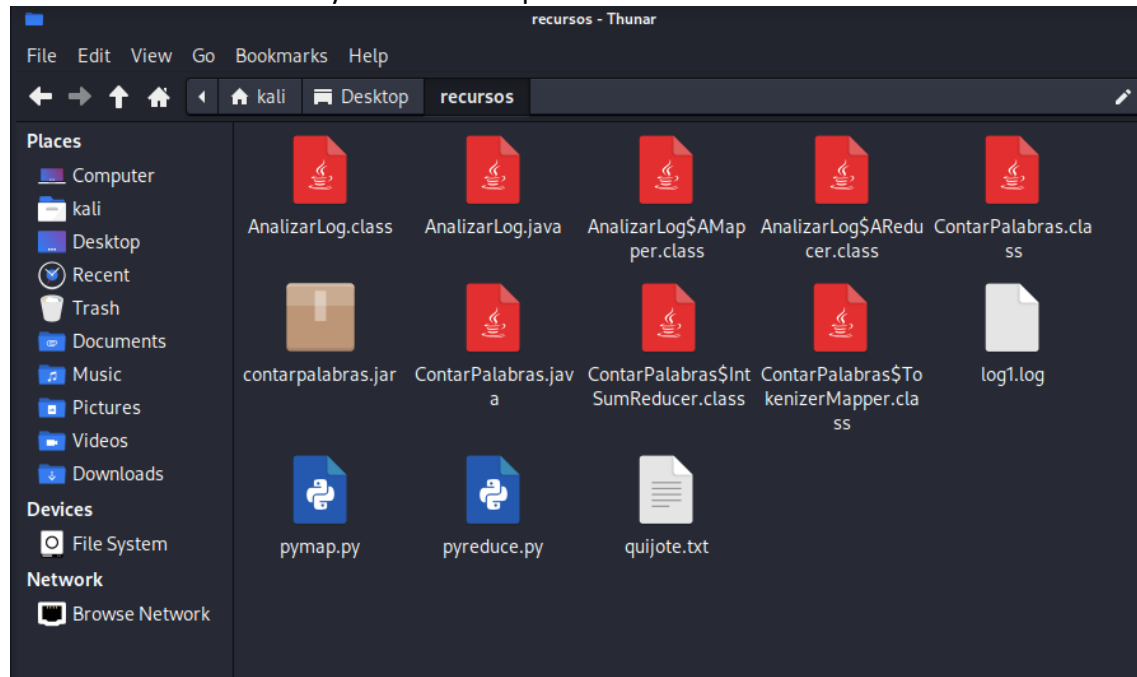 recursos - Thunar
File Edit View Go Bookmarks Help
kali Desktop recursos
Places
Computer
kali
Desktop
Recent
Trash
Documents
Music
Pictures
Videos
Downloads
Devices
File System
Network
Browse Network
AnalizarLog.class
AnalizarLog.java
AnalizarLog$AMap
per.class
AnalizarLog$ARedu
cer.class
ContarPalabras.cla
ss
contarpalabras.jar
ContarPalabras.jav
a
ContarPalabras$Int
SumReducer.class
ContarPalabras$To
kenizerMapper.cla
ss
log1.log
pymap.py
pyreduce.py
quijote.txt